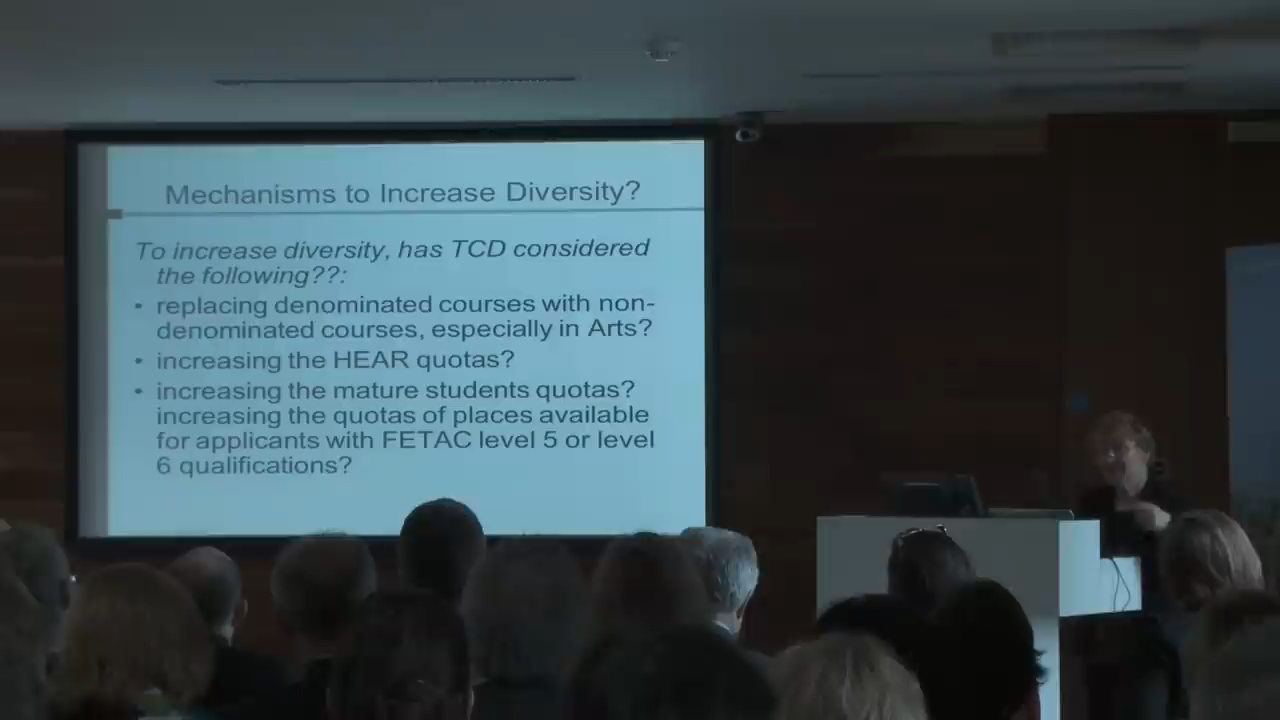 Mechanisms to Increase Diversity?
To increase diversity, has TCD considered
the following??:
• replacing denominated courses with non-
denominated courses, especially in Arts?
• increasing the HEAR quotas?
• increasing the mature students quotas?
increasing the quotas of places available
for applicants with FETAC level 5 or level
6 qualifications?